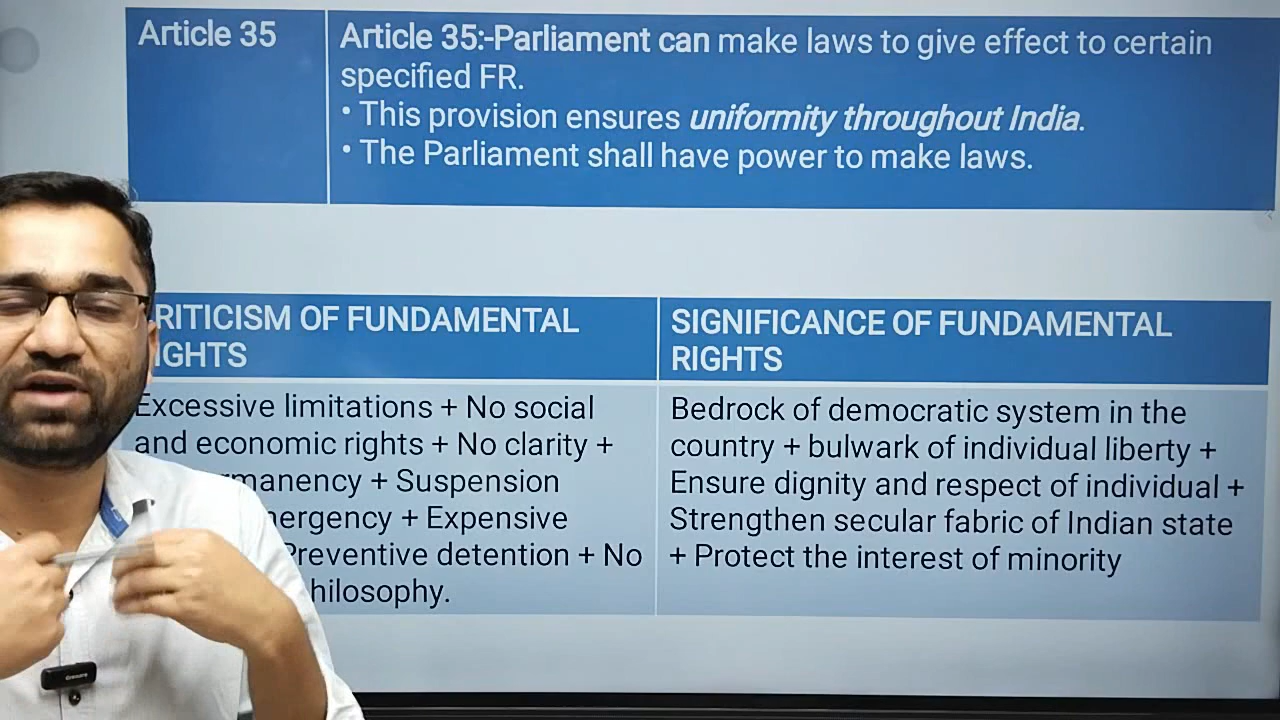 Article 35
Article 35:-Parliament can make laws to give effect to certain
specified FR.
• This provision ensures uniformity throughout India.
• The Parliament shall have power to make laws.
RITICISM OF FUNDAMENTAL
IGHTS
Excessive limitations + No social
and economic rights + No clarity +
rmanency + Suspension
ergency + Expensive
Preventive detention + No
hilosophy.
SIGNIFICANCE OF FUNDAMENTAL
RIGHTS
Bedrock of democratic system in the
country + bulwark of individual liberty +
Ensure dignity and respect of individual +
Strengthen secular fabric of Indian state
+ Protect the interest of minority